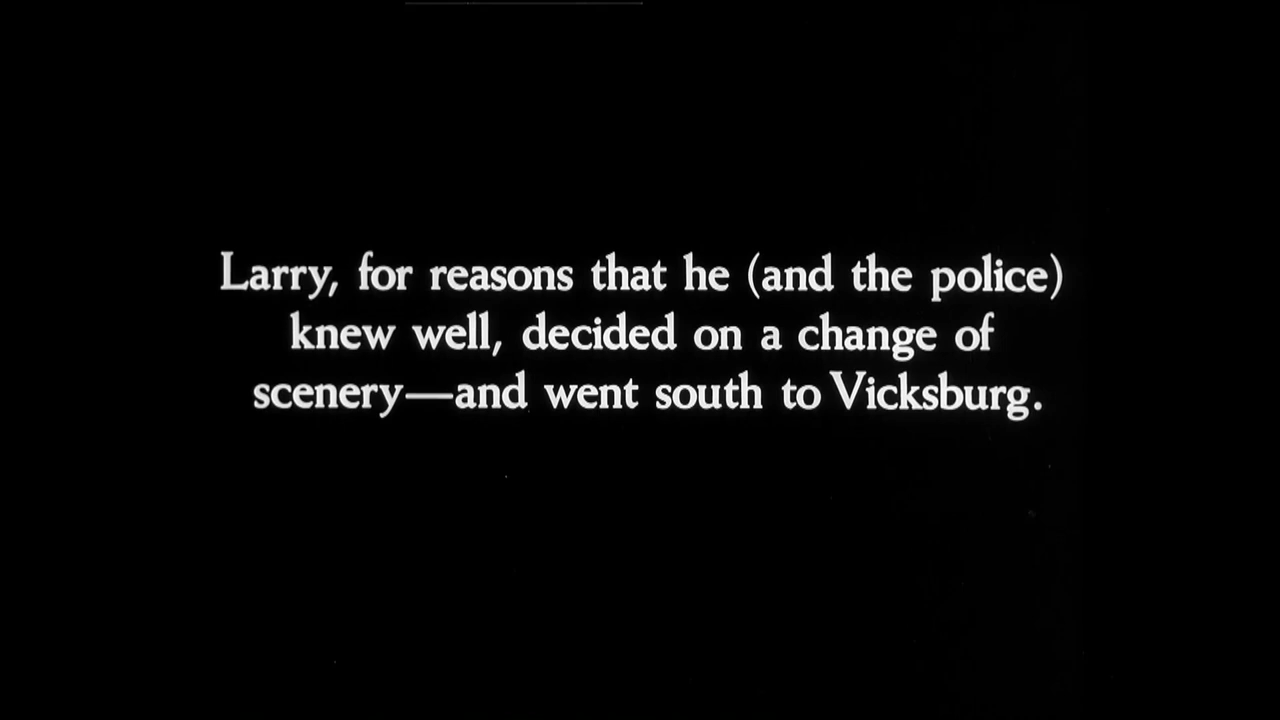 Larry, for reasons that he (and the police)
knew well, decided on a change of
scenery—and went south to Vicksburg.